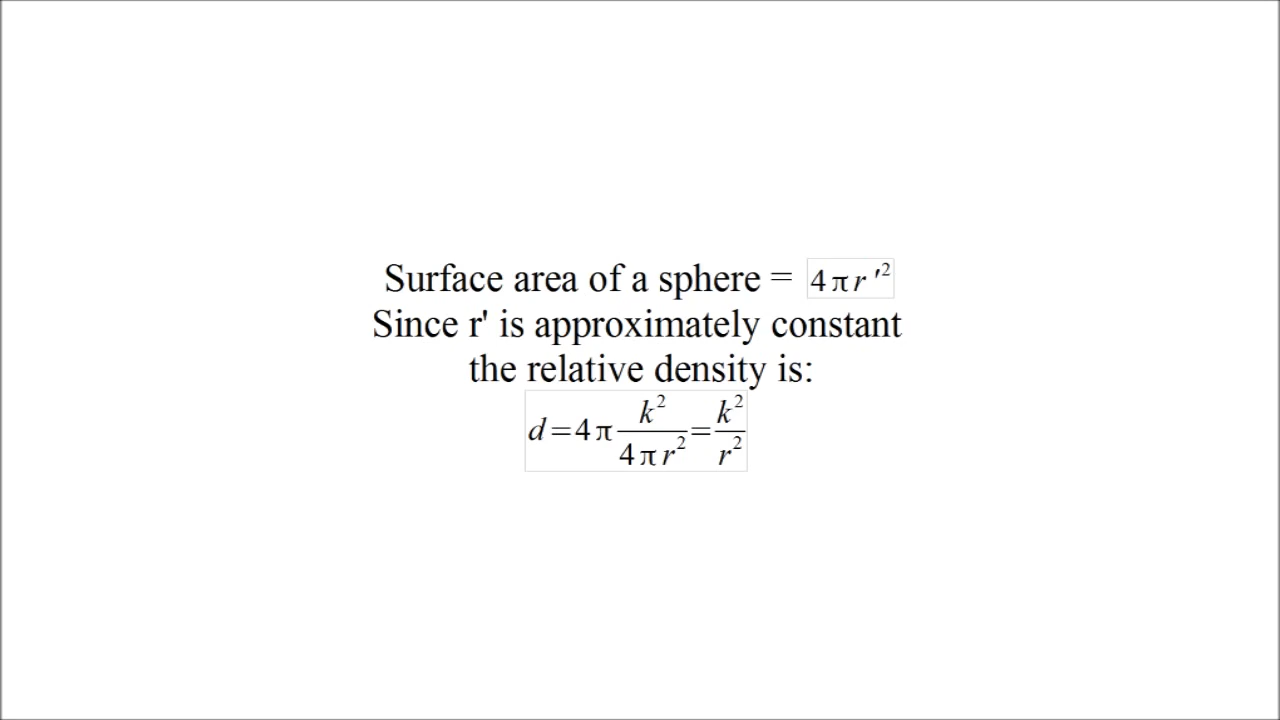 Surface area of a sphere = 4πr'²
Since r' is approximately constant
the relative density is:
d=4π k²/4πr² = k²/r²